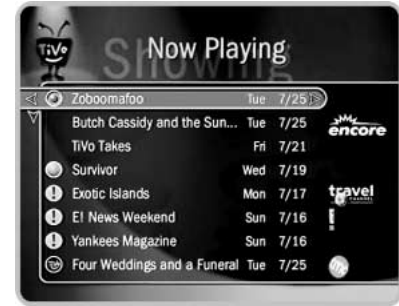 TiVo
Showing
Now Playing
Zoboomafoo Tue 7/25
Butch Cassidy and the Sun... Tue 7/25 encore
TiVo Takes Fri 7/21
Survivor Wed 7/19
! Exotic Islands Mon 7/17 travel CHANNEL
! E! News Weekend Sun 7/16 !
! Yankees Magazine Sun 7/16
Four Weddings and a Funeral Tue 7/25